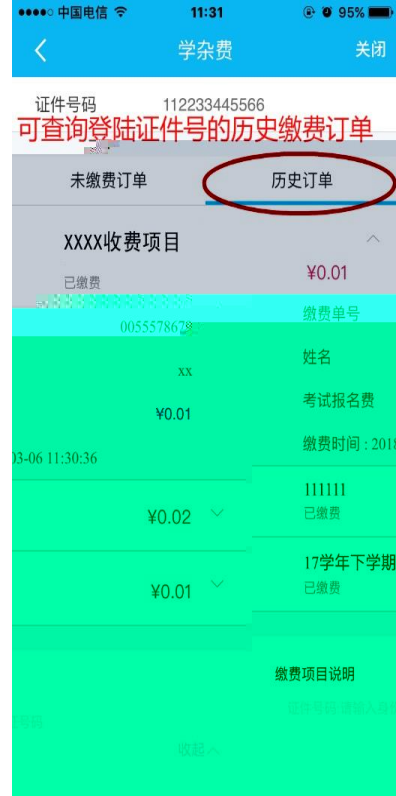 中国电信 11:31 95%
学杂费 关闭
证件号码 112233445566
可查询登陆证件号的历史缴费订单
未缴费订单 历史订单
XXXX收费项目
¥0.01
已缴费
缴费单号
0055578679
姓名
xx
考试报名费
¥0.01
缴费时间：2018
03-06 11:30:36
111111
¥0.02
已缴费
17学年下学期
¥0.01
已缴费
缴费项目说明
收起